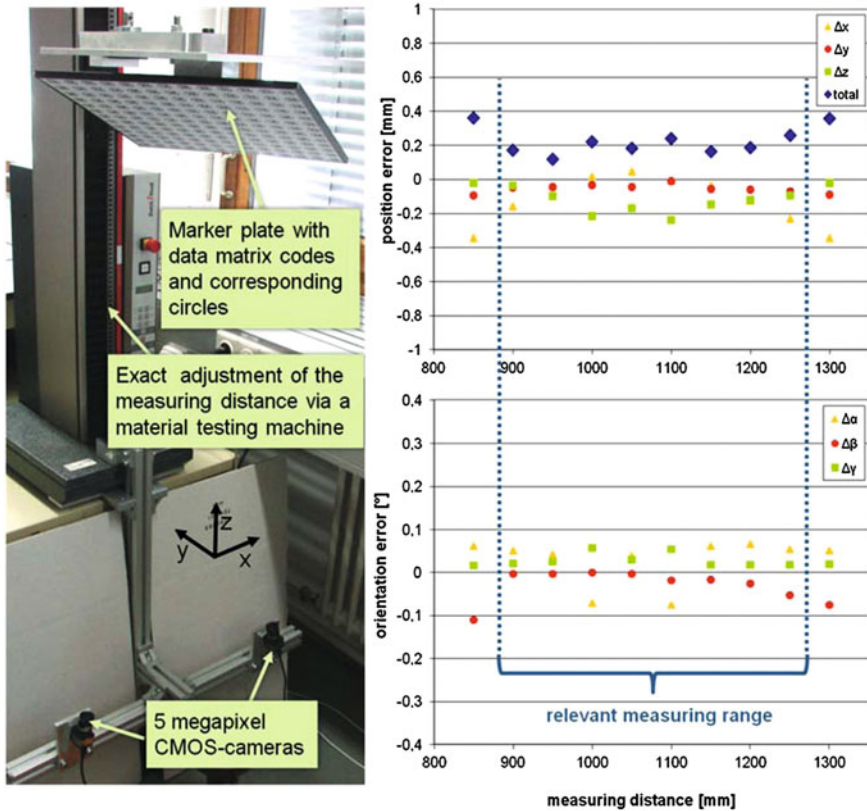 Marker plate with
data matrix codes
and corresponding
circles
Exact adjustment of the
measuring distance via a
material testing machine
z
y
x
5 megapixel
CMOS-cameras
position error [mm]
1
0.8
0.6
0.4
0.2
0
-0.2
-0.4
-0.6
-0.8
-1
Δx
Δy
Δz
total
800 900 1000 1100 1200 1300
orientation error [°]
0.4
0,3
0.2
0.1
0
-0.1
-0.2
-0.3
-0.4
Δα
Δβ
Δγ
relevant measuring range
800 900 1000 1100 1200 1300
measuring distance [mm]